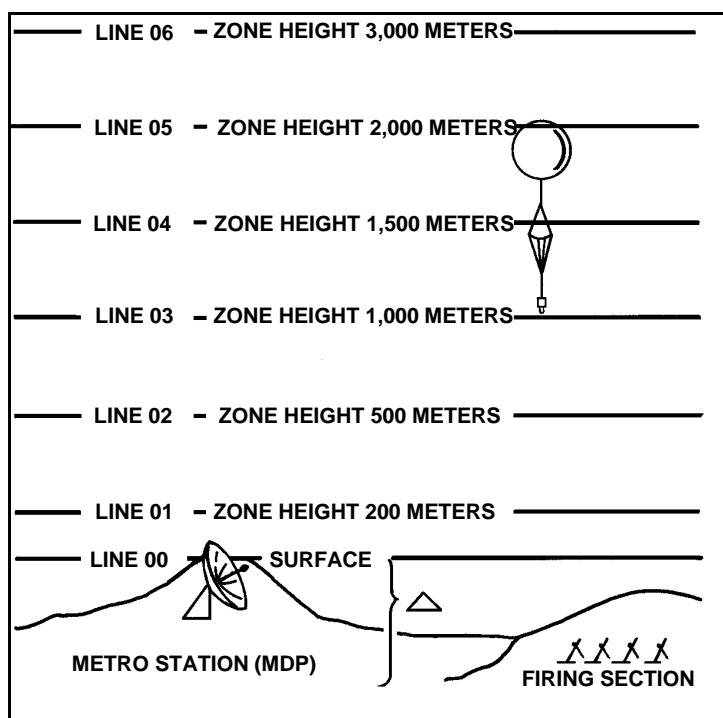 LINE 06 - ZONE HEIGHT 3,000 METERS
LINE 05 - ZONE HEIGHT 2,000 METERS
LINE 04 - ZONE HEIGHT 1,500 METERS
LINE 03 - ZONE HEIGHT 1,000 METERS
LINE 02 - ZONE HEIGHT 500 METERS
LINE 01 - ZONE HEIGHT 200 METERS
LINE 00 - SURFACE
METRO STATION (MDP)
FIRING SECTION